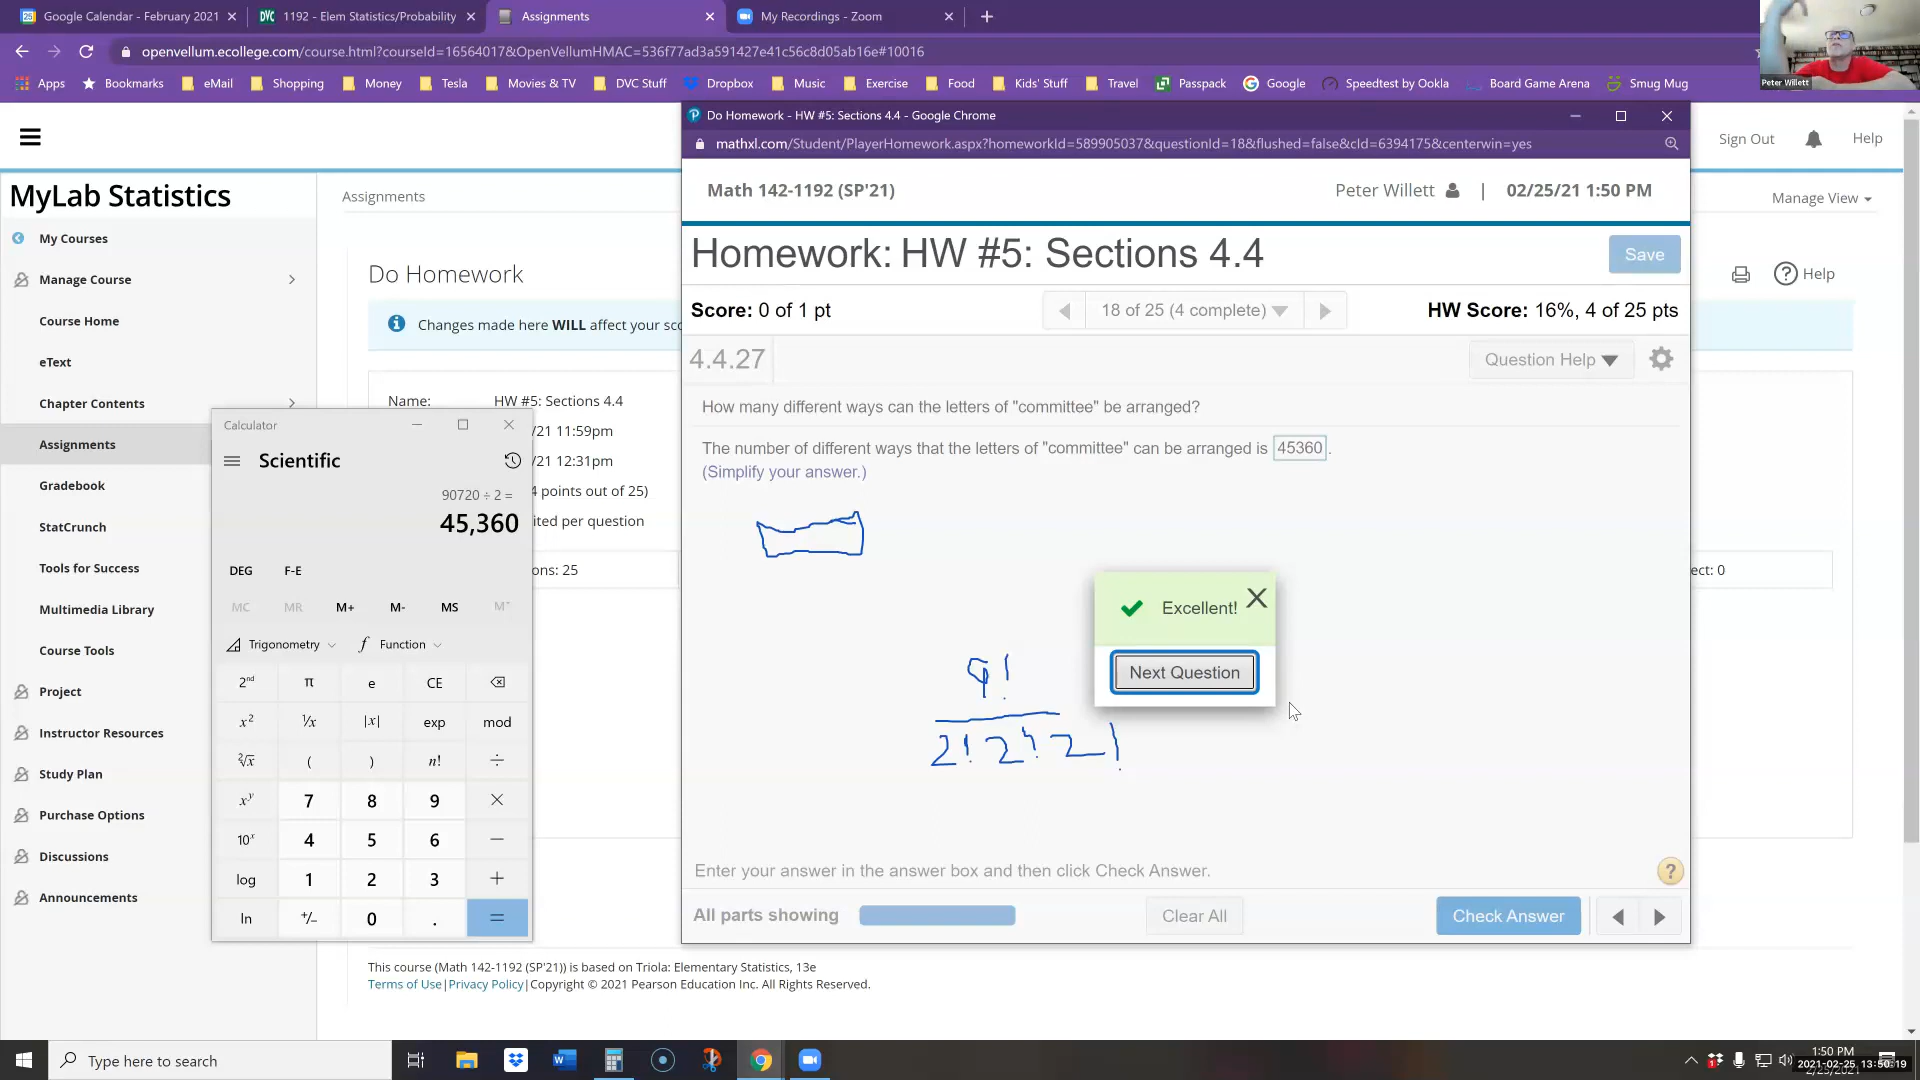 Google Calendar - February 2021
DVC 1192 - Elem Statistics/Probability
Assignments
My Recordings - Zoom
openvellum.ecollege.com/course.html?courseId=16564017&OpenVellumHMAC=536f77ad3a591427e41c56c8d05ab16e#10016
Apps Bookmarks eMail Shopping Money Tesla Movies & TV DVC Stuff Dropbox Music Exercise Food Kids' Stuff Travel Passpack Google Speedtest by Ookla Board Game Arena Smug Mug
Peter Willett
Do Homework - HW #5: Sections 4.4 - Google Chrome
mathxl.com/Student/PlayerHomework.aspx?homeworkId=589905037&questionId=18&flushed=false&cId=6394175&centerwin=yes
Sign Out Help
MyLab Statistics
Assignments
Manage View
My Courses
Manage Course
Course Home
eText
Chapter Contents
Assignments
Gradebook
StatCrunch
Tools for Success
Multimedia Library
Course Tools
Project
Instructor Resources
Study Plan
Purchase Options
Discussions
Announcements
Do Homework
Help
Changes made here WILL affect your sco
Name: HW #5: Sections 4.4
/21 11:59pm
/21 12:31pm
4 points out of 25)
ited per question
ons: 25
ect: 0
Math 142-1192 (SP'21)
Peter Willett | 02/25/21 1:50 PM
Homework: HW #5: Sections 4.4
Save
Score: 0 of 1 pt
18 of 25 (4 complete)
HW Score: 16%, 4 of 25 pts
4.4.27
Question Help
How many different ways can the letters of "committee" be arranged?
The number of different ways that the letters of "committee" can be arranged is 45360.
(Simplify your answer.)
Excellent!
Next Question
9!
2! 2! 2!
Enter your answer in the answer box and then click Check Answer.
?
All parts showing
Clear All
Check Answer
Calculator
Scientific
90720 ÷ 2 =
45,360
DEG F-E
MC MR M+ M- MS M˅
Trigonometry f Function
2nd π e CE
x² ¹/x |x| exp mod
²√x ( ) n! ÷
xʸ 7 8 9 ×
10ˣ 4 5 6 −
log 1 2 3 +
ln +/− 0 . =
This course (Math 142-1192 (SP'21)) is based on Triola: Elementary Statistics, 13e
Terms of Use|Privacy Policy|Copyright © 2021 Pearson Education Inc. All Rights Reserved.
Type here to search
1:50 PM
2021-02-25 13:50:19